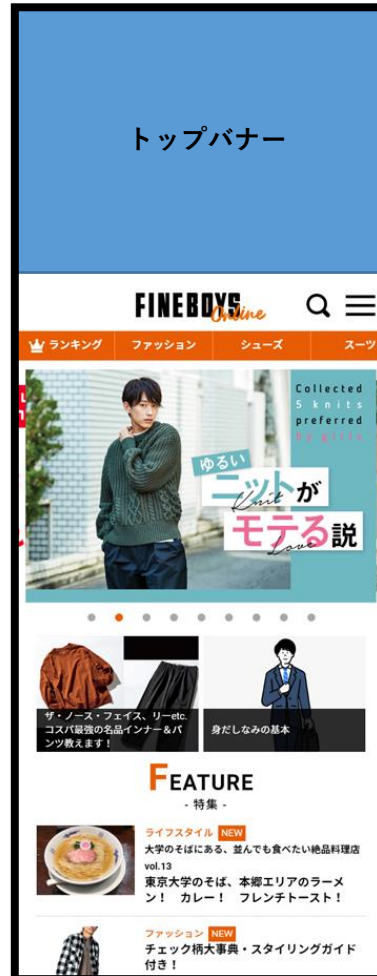 トップバナー
FINEBOYS
Online
ランキング ファッション シューズ スーツ
Collected
5 knits
preferred
by girls
ゆるい
ニットが
Knit
モテる説
Love
ザ・ノース・フェイス、リーetc.
コスパ最強の名品インナー＆パ
ンツ教えます！
身だしなみの基本
FEATURE
- 特集 -
ライフスタイル NEW
大学のそばにある、並んでも食べたい絶品料理店
vol.13
東京大学のそば、本郷エリアのラーメ
ン！ カレー！ フレンチトースト！
ファッション NEW
チェック柄大事典・スタイリングガイド
付き！